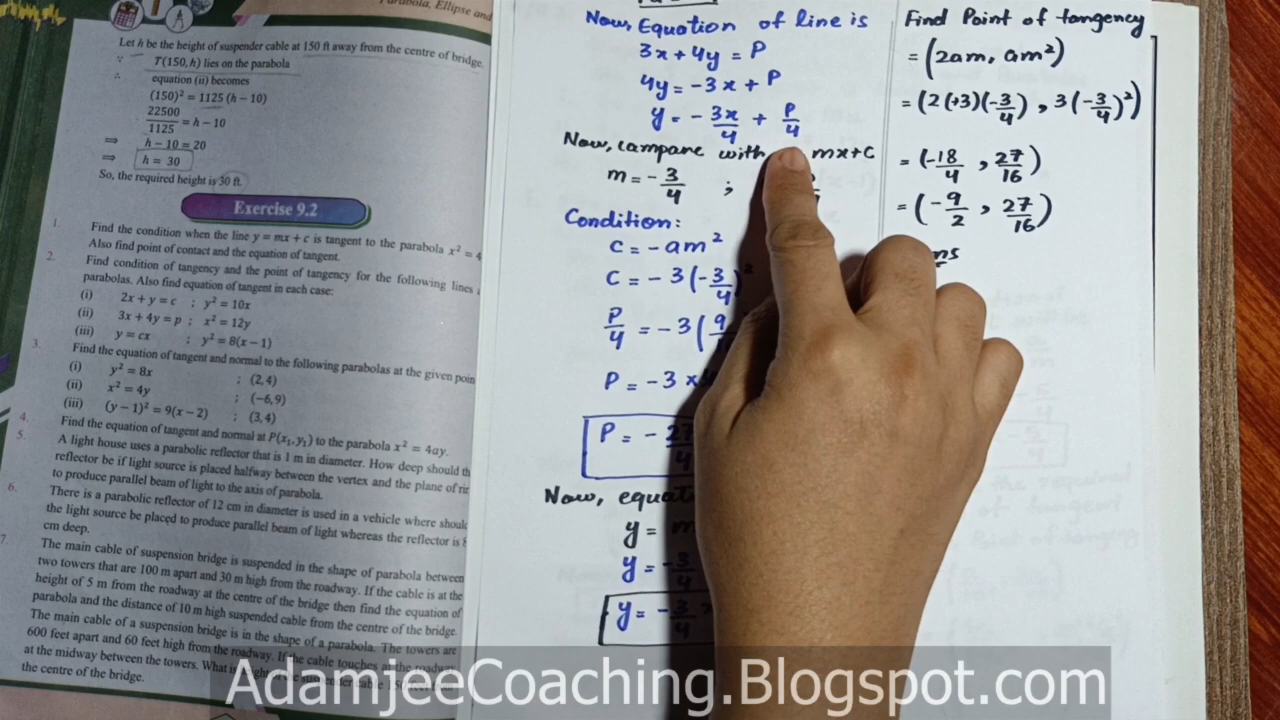 Parabola, Ellipse and
Let h be the height of suspender cable at 150 ft away from the centre of bridge.
∵ T(150, h) lies on the parabola
∴ equation (ii) becomes
(150)² = 1125 (h − 10)
22500/1125 = h − 10
⇒ h − 10 = 20
⇒ h = 30
So, the required height is 30 ft.
Exercise 9.2
1. Find the condition when the line y = mx + c is tangent to the parabola x² = 4
Also find point of contact and the equation of tangent.
2. Find condition of tangency and the point of tangency for the following lines
parabolas. Also find equation of tangent in each case:
(i) 2x + y = c ; y² = 10x
(ii) 3x + 4y = p ; x² = 12y
(iii) y = cx ; y² = 8(x − 1)
3. Find the equation of tangent and normal to the following parabolas at the given poin
(i) y² = 8x ; (2, 4)
(ii) x² = 4y ; (−6, 9)
(iii) (y − 1)² = 9(x − 2) ; (3, 4)
4. Find the equation of tangent and normal at P(x₁, y₁) to the parabola x² = 4ay.
5. A light house uses a parabolic reflector that is 1 m in diameter. How deep should th
reflector be if light source is placed halfway between the vertex and the plane of rir
to produce parallel beam of light to the axis of parabola.
6. There is a parabolic reflector of 12 cm in diameter is used in a vehicle where shoul
the light source be placed to produce parallel beam of light whereas the reflector is 8
cm deep.
7. The main cable of suspension bridge is suspended in the shape of parabola between
two towers that are 100 m apart and 30 m high from the roadway. If the cable is at the
height of 5 m from the roadway at the centre of the bridge then find the equation of
parabola and the distance of 10 m high suspended cable from the centre of the bridge.
The main cable of a suspension bridge is in the shape of a parabola. The towers are
600 feet apart and 60 feet high from the roadway. If the cable touches at the roadway
at the midway between the towers. What is
the centre of the bridge.
Now, Equation of line is
3x + 4y = P
4y = -3x + P
y = -3x/4 + P/4
Now, campare with mx+c
m = -3/4 ;
Condition:
C = -am²
C = -3(-3/4)²
P/4 = -3(9
P = -3 ×
P = -27/4
Now, equat
y = m
y = -3/4
y = -3/4 x
Find Point of tangency
= (2am, am²)
= (2(+3)(-3/4) , 3(-3/4)²)
= (-18/4 , 27/16)
= (-9/2 , 27/16)
ns
AdamjeeCoaching.Blogspot.com